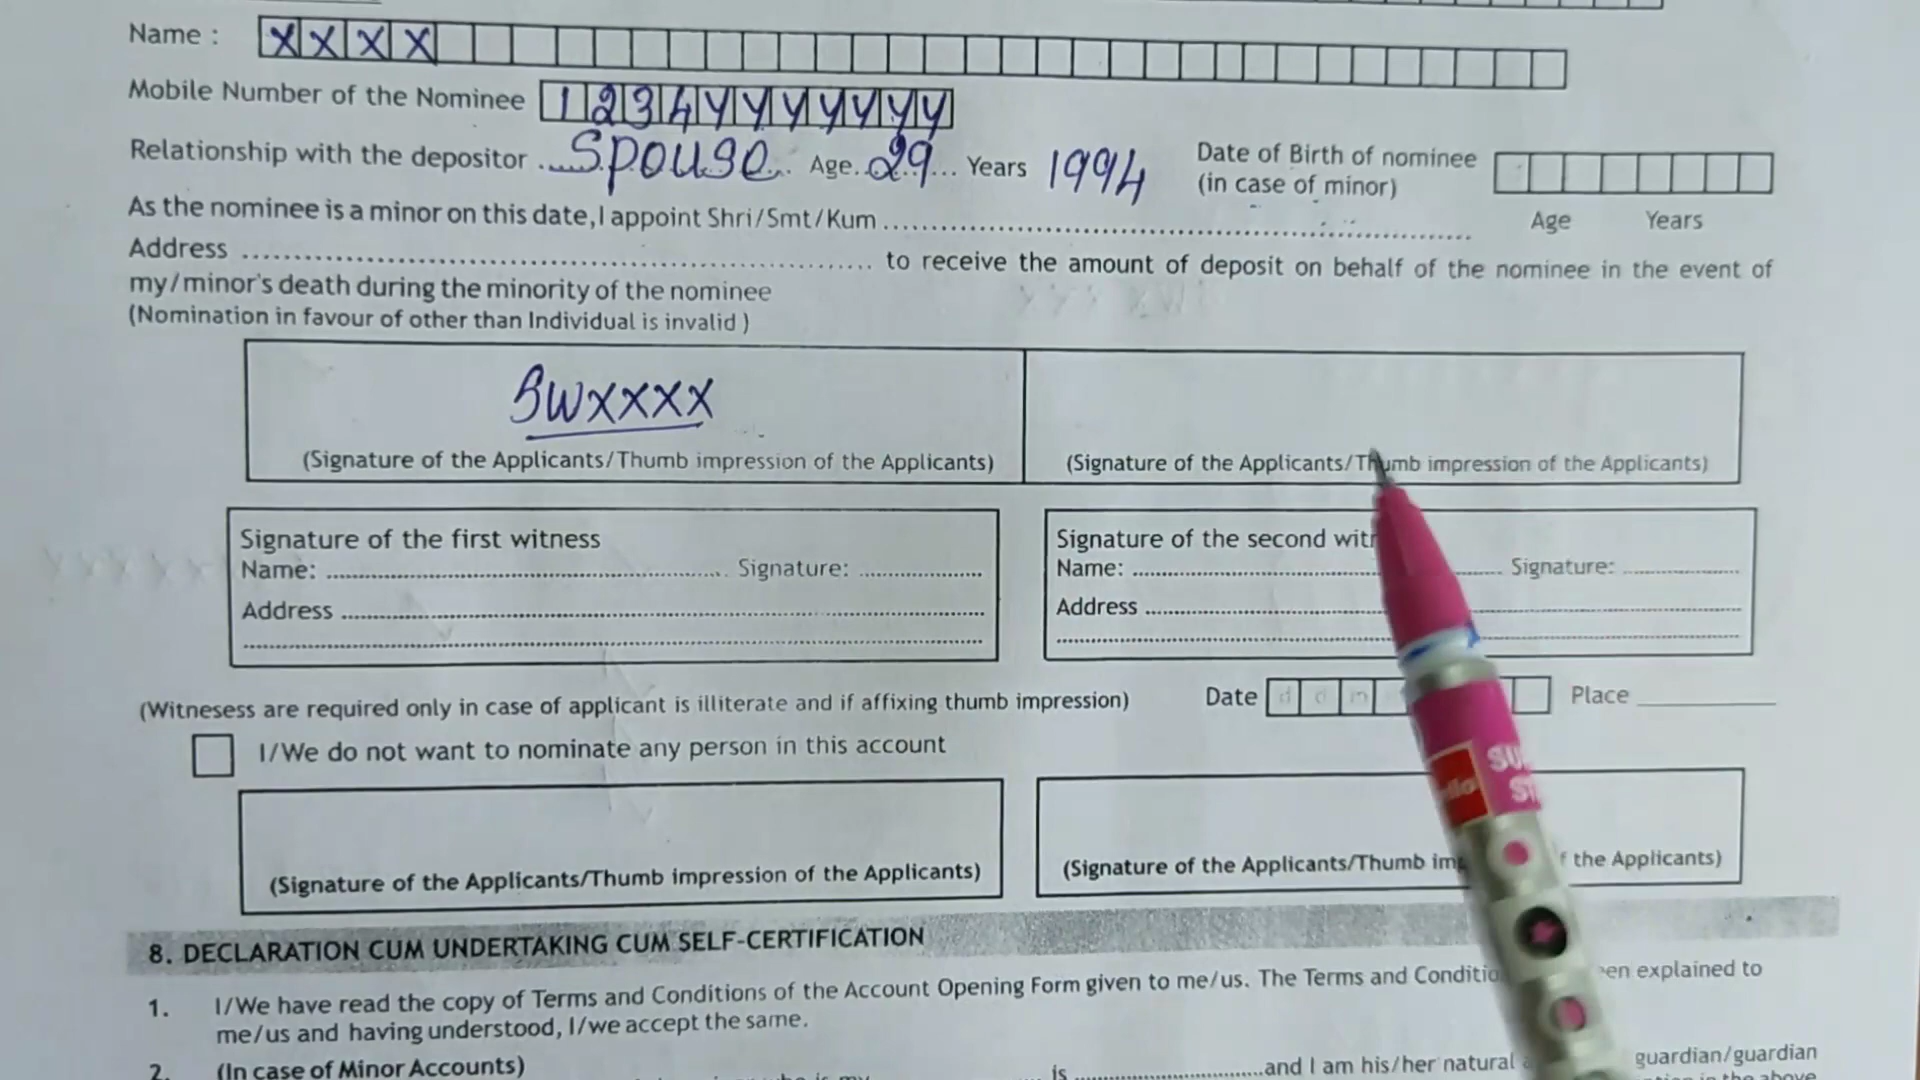 Name : XXXX
Mobile Number of the Nominee 1234YYYYYYY
Relationship with the depositor ....Spouse.. Age..29... Years 1994 Date of Birth of nominee
(in case of minor)
Age Years
As the nominee is a minor on this date, I appoint Shri/Smt/Kum ........................
Address ........................ to receive the amount of deposit on behalf of the nominee in the event of
my/minor's death during the minority of the nominee
(Nomination in favour of other than Individual is invalid )
SWXXXX
(Signature of the Applicants/Thumb impression of the Applicants) (Signature of the Applicants/Thumb impression of the Applicants)
Signature of the first witness
Name: ........................ Signature: ................
Address ........................
Signature of the second
Name: ........................ Signature: ................
Address ........................
(Witnesess are required only in case of applicant is illiterate and if affixing thumb impression) Date d d m Place ____________
I/We do not want to nominate any person in this account
(Signature of the Applicants/Thumb impression of the Applicants) (Signature of the Applicants/Thumb the Applicants)
8. DECLARATION CUM UNDERTAKING CUM SELF-CERTIFICATION
1. I/We have read the copy of Terms and Conditions of the Account Opening Form given to me/us. The Terms and explained to
me/us and having understood, I/we accept the same.
2. (In case of Minor Accounts) is ........................and I am his/her natural guardian/guardian